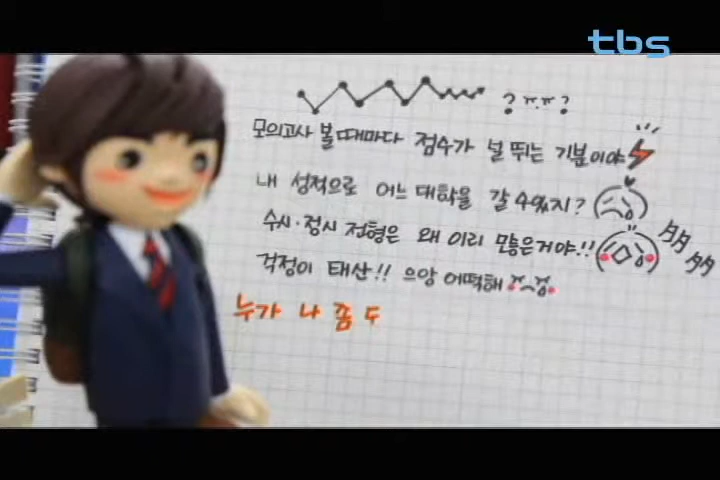 tbs
? ㅠ.ㅠ ?
모의고사 볼때마다 점수가 널뛰는 기분이야
내 성적으로 어느 대학을 갈 수 있지?
수시·정시 전형은 왜 이리 많은거야!!
걱정이 태산!! 으앙 어떡해
누가 나 좀 도